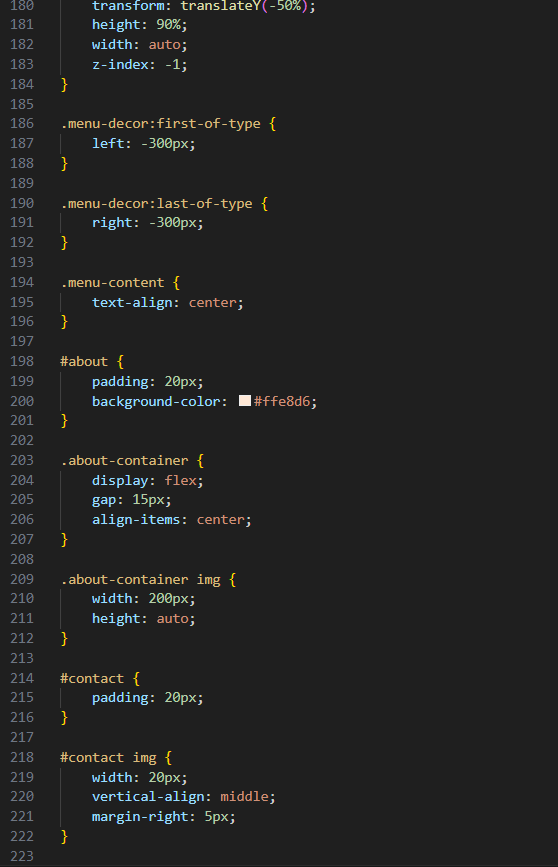 180 transform: translateY(-50%);
181 height: 90%;
182 width: auto;
183 z-index: -1;
184 }
185
186 .menu-decor:first-of-type {
187 left: -300px;
188 }
189
190 .menu-decor:last-of-type {
191 right: -300px;
192 }
193
194 .menu-content {
195 text-align: center;
196 }
197
198 #about {
199 padding: 20px;
200 background-color: #ffe8d6;
201 }
202
203 .about-container {
204 display: flex;
205 gap: 15px;
206 align-items: center;
207 }
208
209 .about-container img {
210 width: 200px;
211 height: auto;
212 }
213
214 #contact {
215 padding: 20px;
216 }
217
218 #contact img {
219 width: 20px;
220 vertical-align: middle;
221 margin-right: 5px;
222 }
223